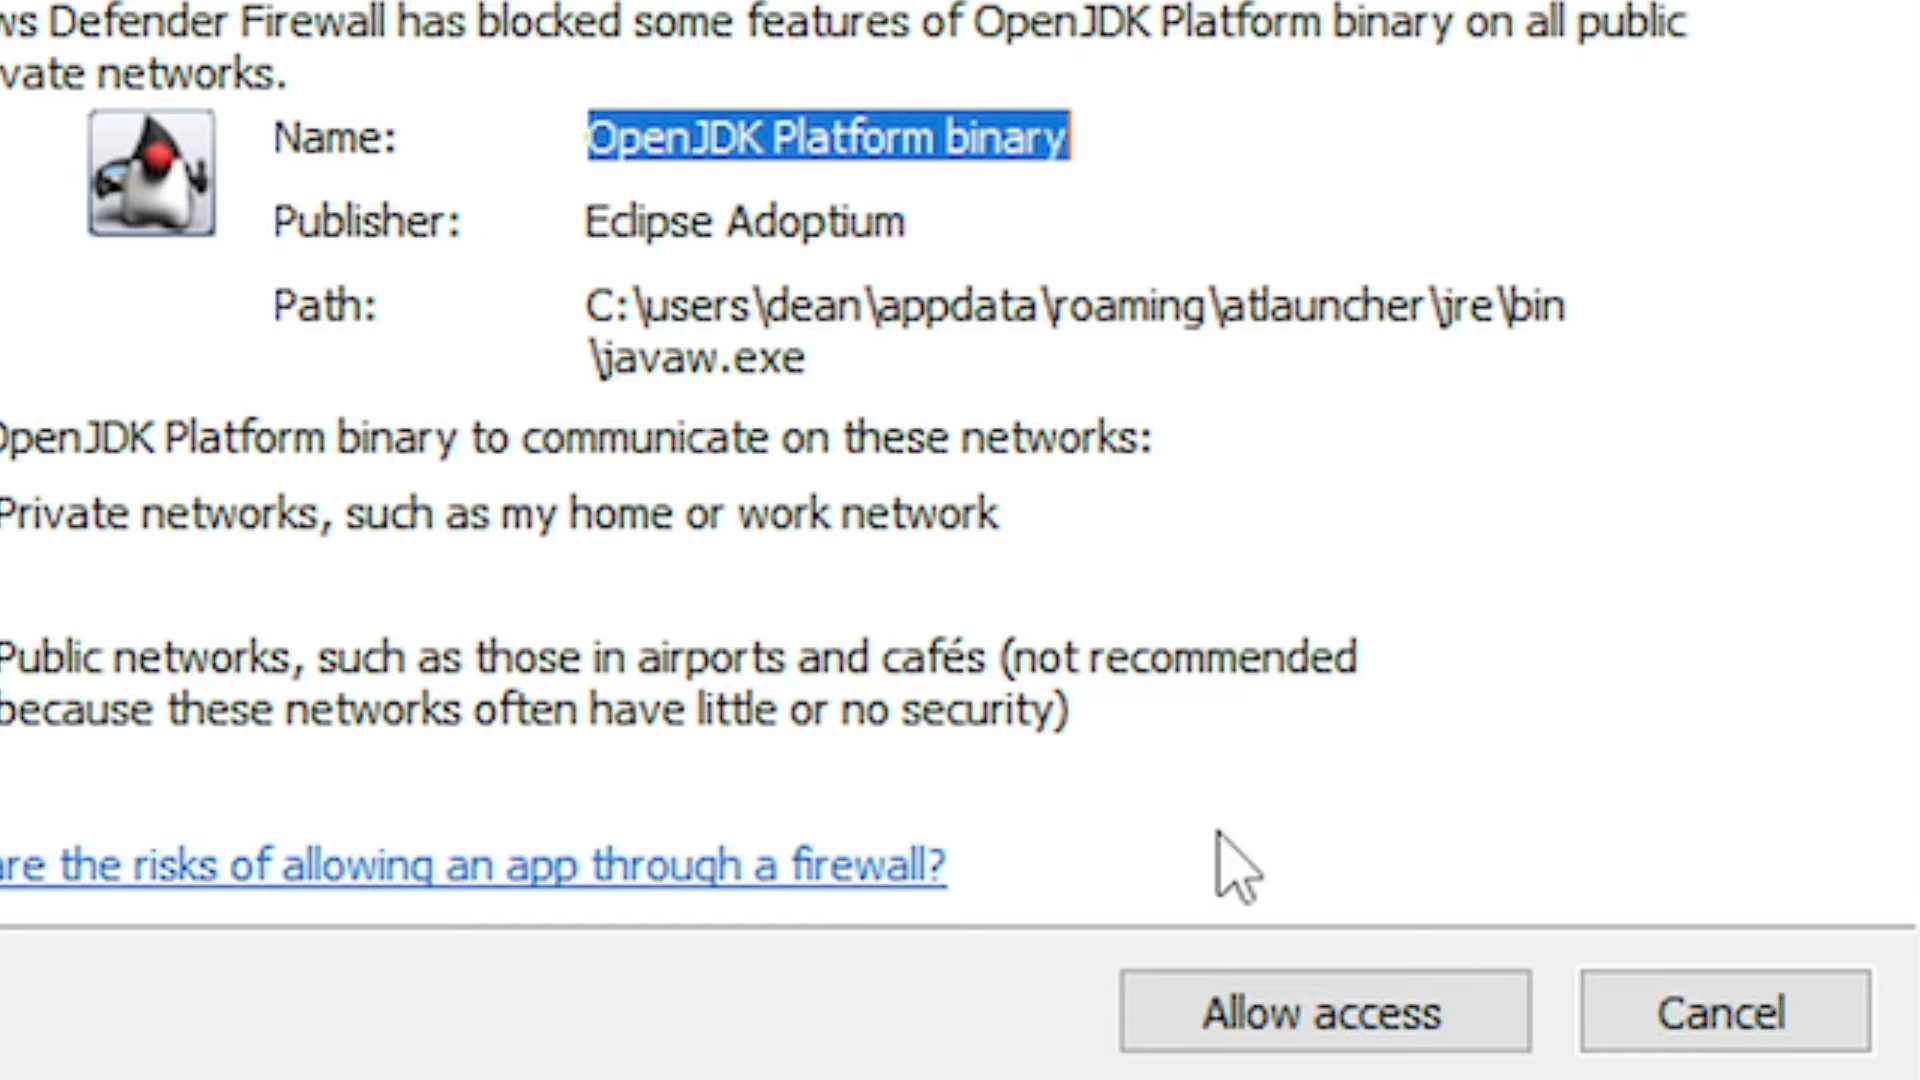 ws Defender Firewall has blocked some features of OpenJDK Platform binary on all public
vate networks.
Name: OpenJDK Platform binary
Publisher: Eclipse Adoptium
Path: C:\users\dean\appdata\roaming\atlauncher\jre\bin
\javaw.exe
OpenJDK Platform binary to communicate on these networks:
Private networks, such as my home or work network
Public networks, such as those in airports and cafés (not recommended
because these networks often have little or no security)
are the risks of allowing an app through a firewall?
Allow access Cancel